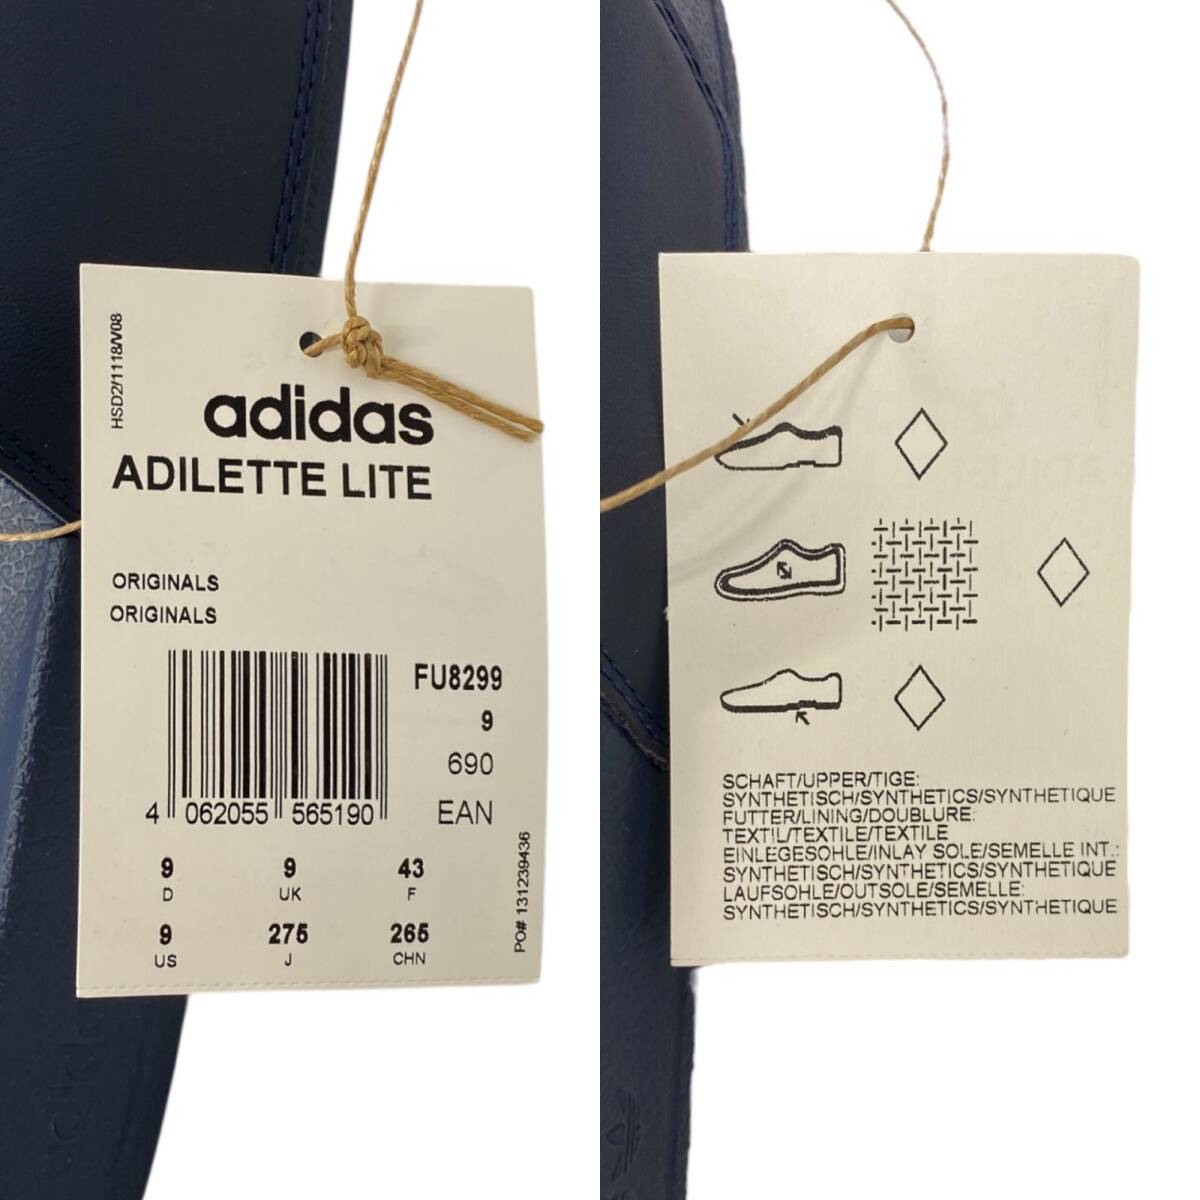 HSD2/1118/V08
adidas
ADILETTE LITE
ORIGINALS
ORIGINALS
FU8299
9
690
EAN
4 062055 565190
9 9 43
D UK F
9 275 265
US J CHN
PO# 131239436
adidas
SCHAFT/UPPER/TIGE:
SYNTHETISCH/SYNTHETICS/SYNTHETIQUE
FUTTER/LINING/DOUBLURE:
TEXTIL/TEXTILE/TEXTILE
EINLEGESOHLE/INLAY SOLE/SEMELLE INT.:
SYNTHETISCH/SYNTHETICS/SYNTHETIQUE
LAUFSOHLE/OUTSOLE/SEMELLE:
SYNTHETISCH/SYNTHETICS/SYNTHETIQUE